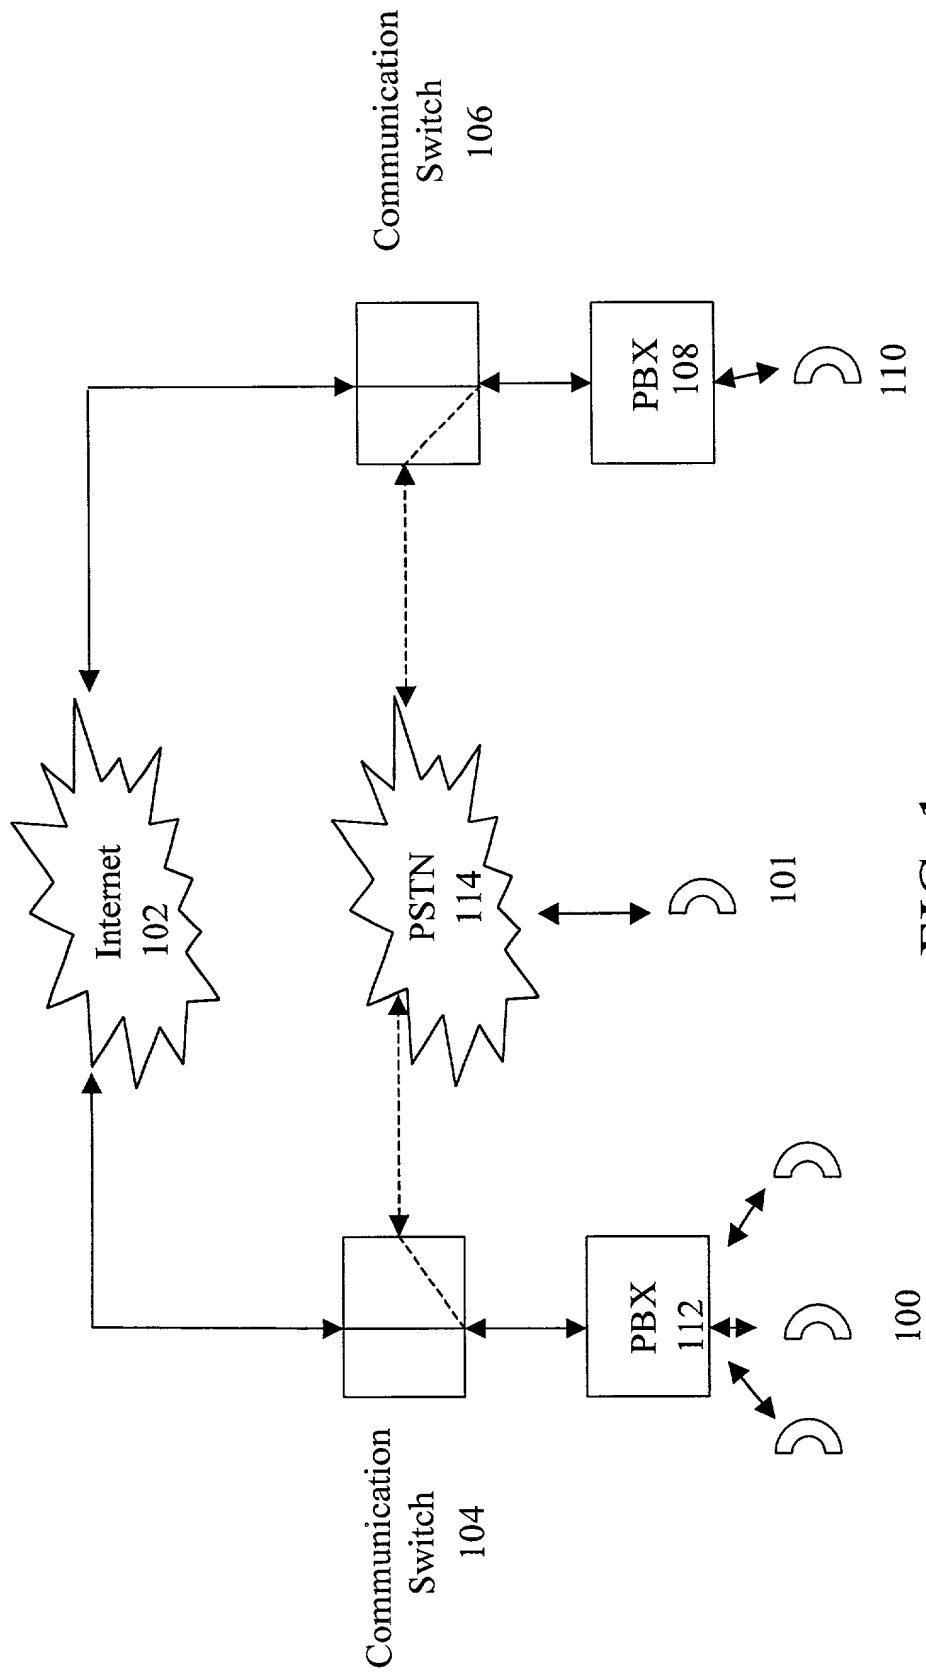 Internet
102
Communication
Switch
104
PSTN
114
Communication
Switch
106
PBX
112
PBX
108
100
101
110